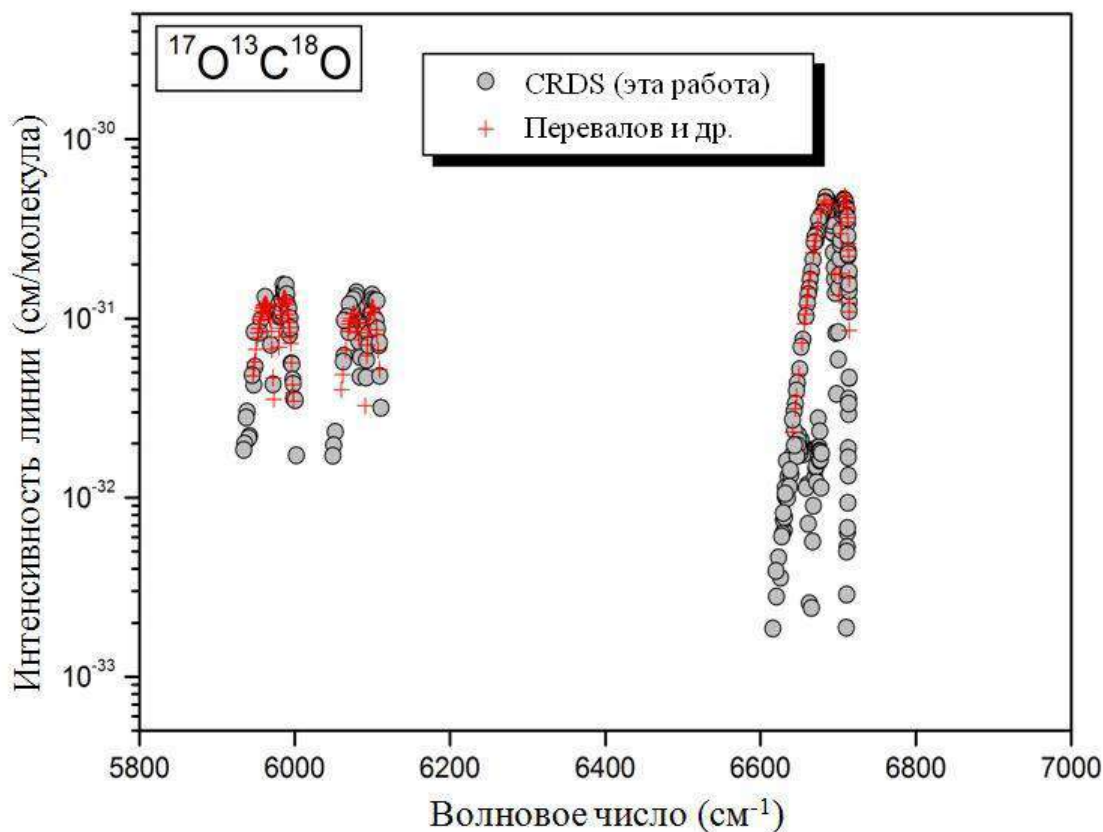 ¹⁷O¹³C¹⁸O
CRDS (эта работа)
Перевалов и др.
Интенсивность линии (см/молекула)
10⁻³⁰
10⁻³¹
10⁻³²
10⁻³³
5800 6000 6200 6400 6600 6800 7000
Волновое число (см⁻¹)